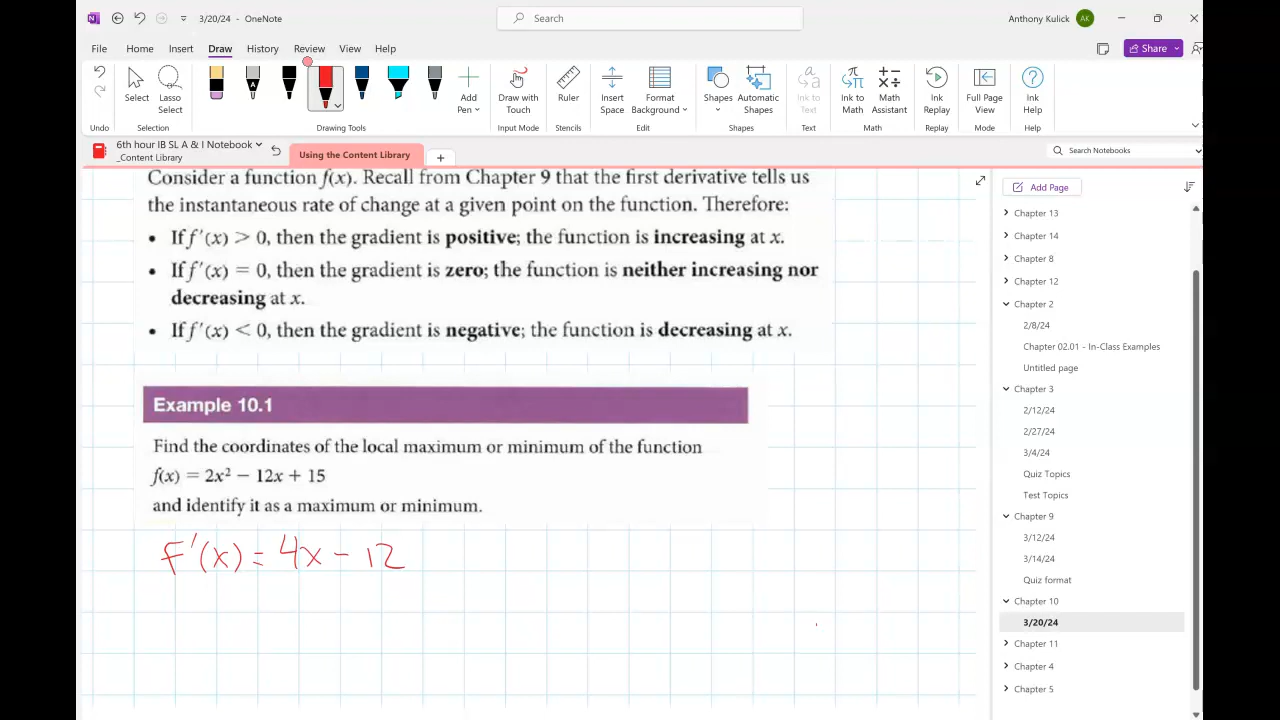 3/20/24 - OneNote
Search
Anthony Kulick
AK
File Home Insert Draw History Review View Help
Share
Undo
Select
Lasso Select
Add Pen
Draw with Touch
Ruler
Insert Space
Format Background
Shapes
Automatic Shapes
Ink to Text
Ink to Math
Math Assistant
Ink Replay
Full Page View
Ink Help
Undo Selection Drawing Tools Input Mode Stencils Edit Shapes Text Math Replay Mode Help
6th hour IB SL A & I Notebook
_Content Library
Using the Content Library
+
Search Notebooks
Consider a function f(x). Recall from Chapter 9 that the first derivative tells us
the instantaneous rate of change at a given point on the function. Therefore:
• If f′(x) > 0, then the gradient is positive; the function is increasing at x.
• If f′(x) = 0, then the gradient is zero; the function is neither increasing nor
decreasing at x.
• If f′(x) < 0, then the gradient is negative; the function is decreasing at x.
Example 10.1
Find the coordinates of the local maximum or minimum of the function
f(x) = 2x² − 12x + 15
and identify it as a maximum or minimum.
f'(x) = 4x − 12
Add Page
Chapter 13
Chapter 14
Chapter 8
Chapter 12
Chapter 2
2/8/24
Chapter 02.01 - In-Class Examples
Untitled page
Chapter 3
2/12/24
2/27/24
3/4/24
Quiz Topics
Test Topics
Chapter 9
3/12/24
3/14/24
Quiz format
Chapter 10
3/20/24
Chapter 11
Chapter 4
Chapter 5